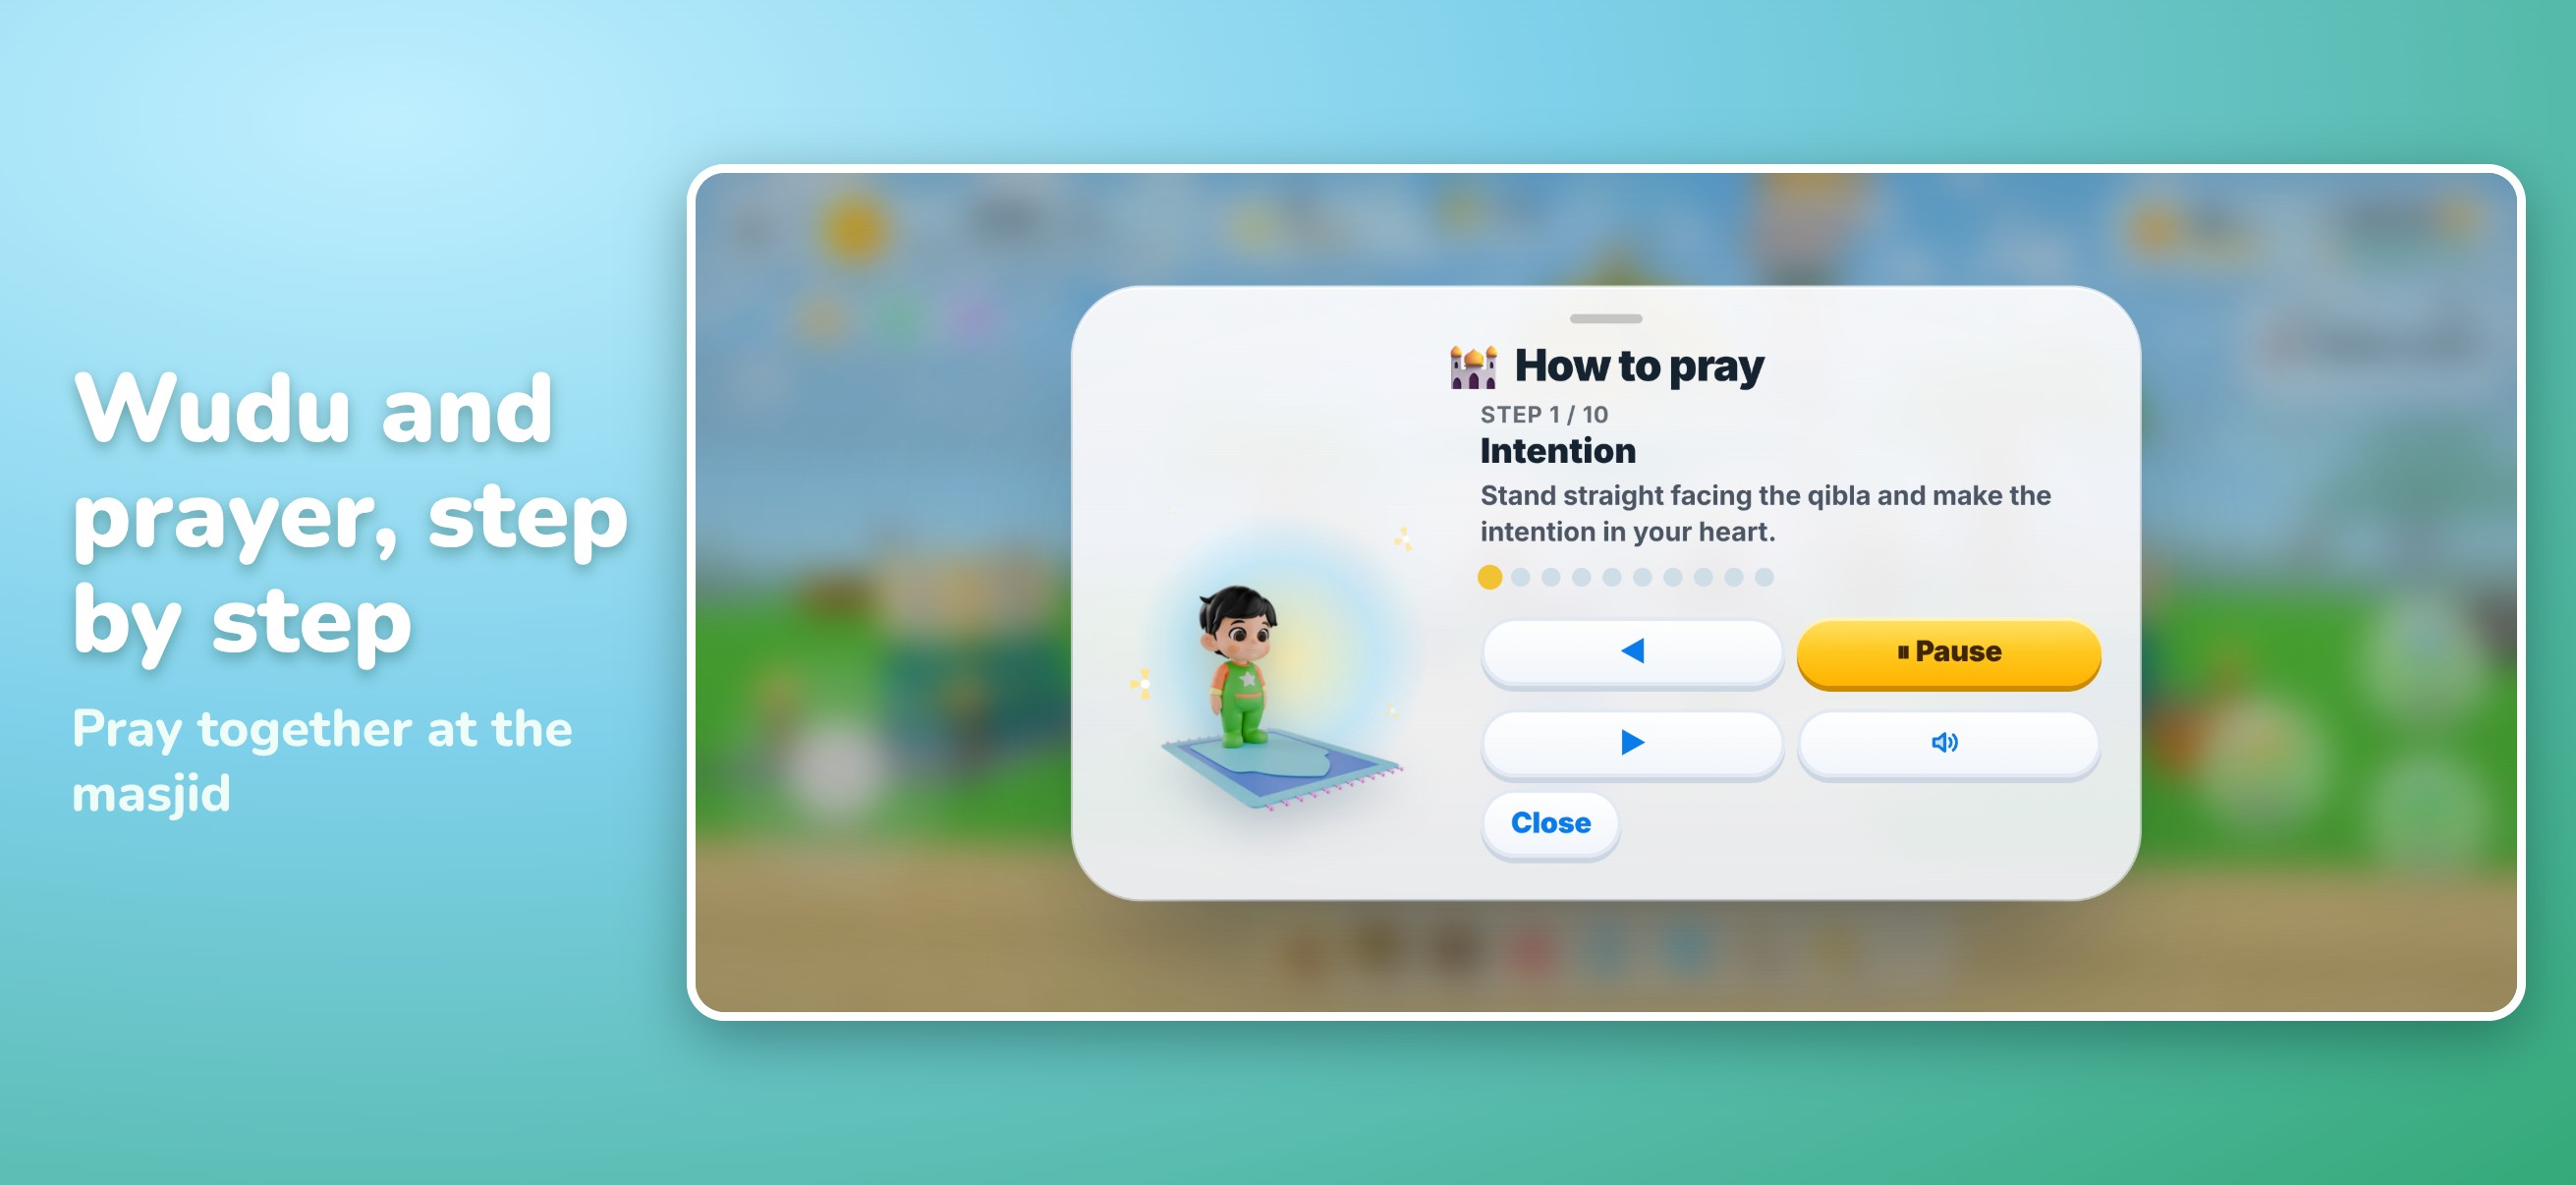 Wudu and
prayer, step
by step
Pray together at the
masjid
How to pray
STEP 1 / 10
Intention
Stand straight facing the qibla and make the
intention in your heart.
Pause
Close